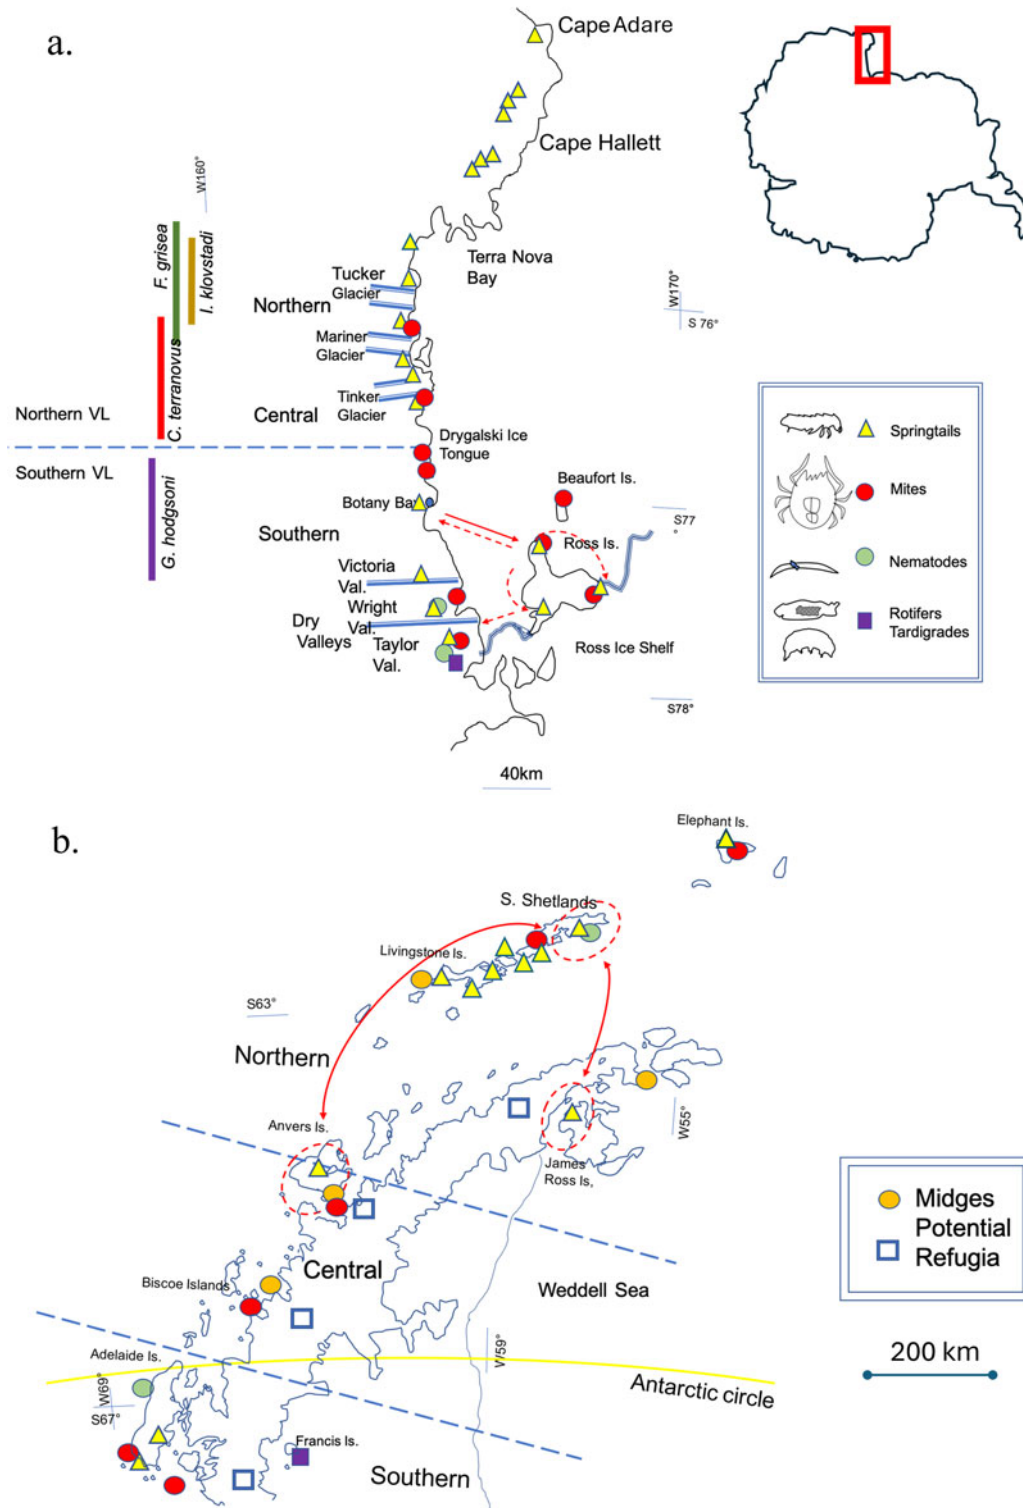 a.
Cape Adare
Cape Hallett
W160°
F. grisea
I. klovstadi
C. terranovus
G. hodgsoni
Terra Nova
Bay
Tucker
Glacier
Northern
Mariner
Glacier
W170°
S 76°
Tinker
Glacier
Central
Northern VL
Southern VL
Drygalski Ice
Tongue
Botany Bay
Beaufort Is.
S77
°
Ross Is.
Southern
Victoria
Val.
Wright
Val.
Dry
Valleys
Taylor
Val.
Ross Ice Shelf
S78°
40km
Springtails
Mites
Nematodes
Rotifers
Tardigrades
b.
Elephant Is.
S. Shetlands
Livingstone Is.
S63°
Northern
Anvers Is.
W55°
James
Ross Is,
Central
Weddell Sea
Biscoe Islands
Adelaide Is.
W59°
W69°
S67°
Antarctic circle
Francis Is.
Southern
Midges
Potential
Refugia
200 km